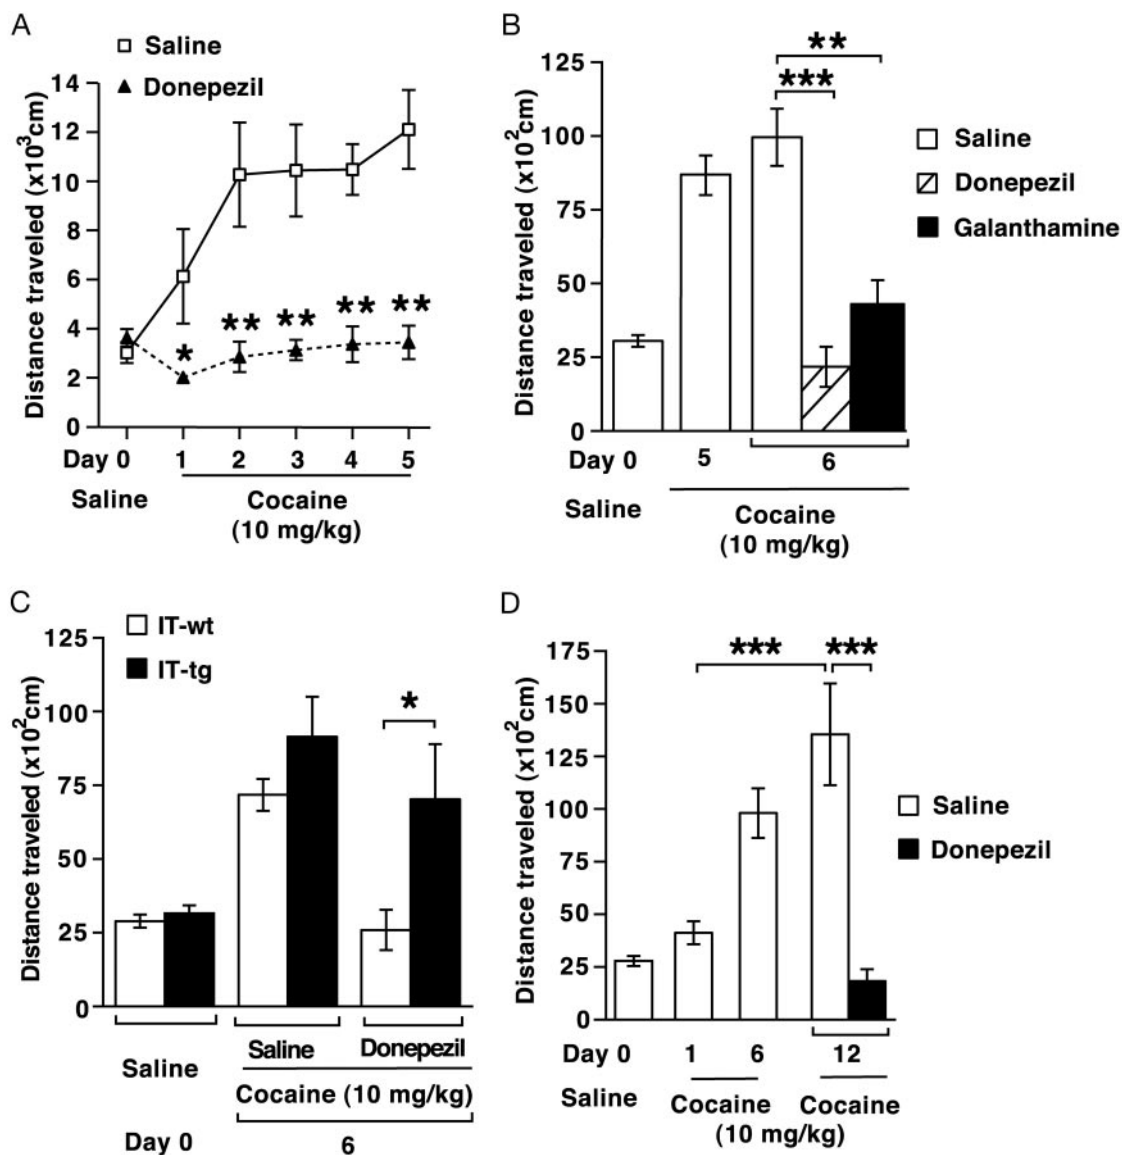 A
Saline
Donepezil
Distance traveled (x10³cm)
14
12
10
8
6
4
2
0
*
**
**
**
**
Day 0 1 2 3 4 5
Saline
Cocaine
(10 mg/kg)
B
Distance traveled (x10²cm)
125
100
75
50
25
0
**
***
Saline
Donepezil
Galanthamine
Day 0 5 6
Saline
Cocaine
(10 mg/kg)
C
IT-wt
IT-tg
Distance traveled (x10²cm)
125
100
75
50
25
0
*
Saline
Saline Donepezil
Cocaine (10 mg/kg)
Day 0 6
D
Distance traveled (x10²cm)
175
150
125
100
75
50
25
0
*** ***
Saline
Donepezil
Day 0 1 6 12
Saline
Cocaine Cocaine
(10 mg/kg)